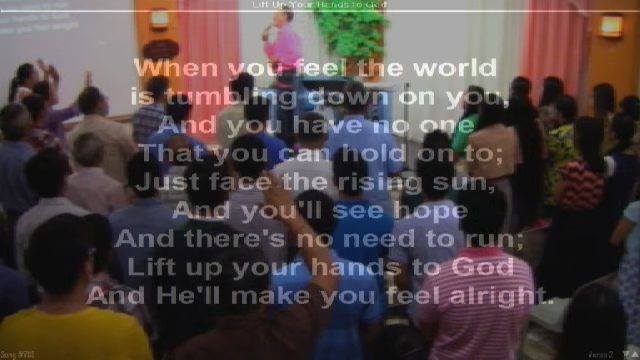 Lift Up Your Hands to God
When you feel the world
is tumbling down on you,
And you have no one
That you can hold on to;
Just face the rising sun,
And you'll see hope
And there's no need to run;
Lift up your hands to God
And He'll make you feel alright.
Verse 2